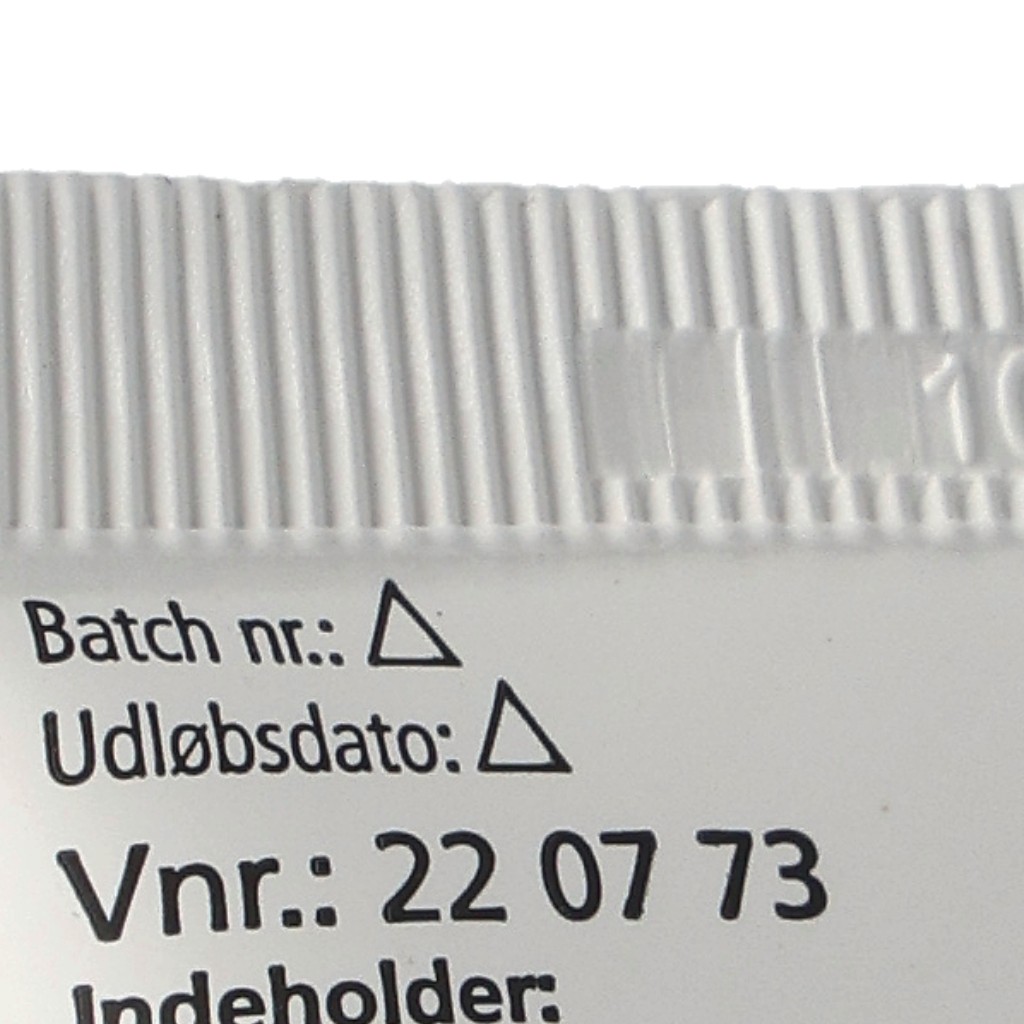 Batch nr.: △
Udløbsdato: △
Vnr.: 22 07 73
Indeholder: